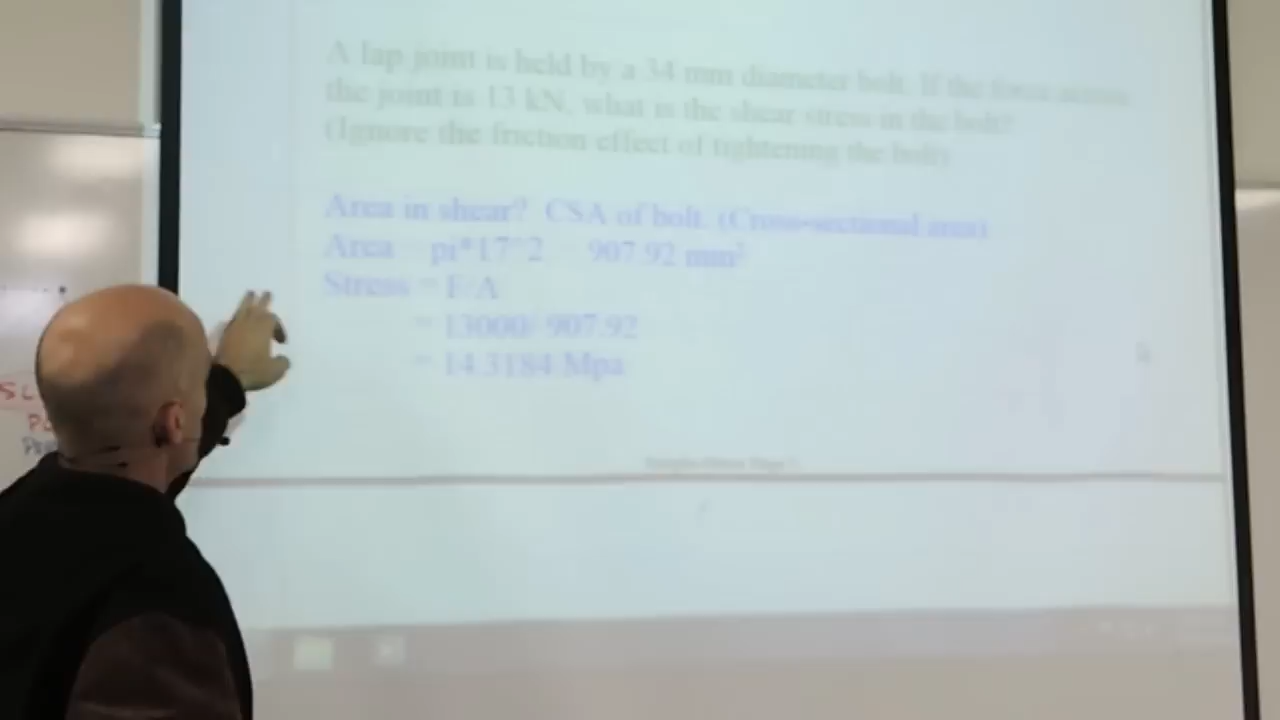 A lap joint is held by a 34 mm diameter bolt. If the force across
the joint is 13 kN, what is the shear stress in the bolt?
(Ignore the friction effect of tightening the bolt)
Area in shear? CSA of bolt. (Cross-sectional area)
Area = pi*17^2 = 907.92 mm²
Stress = F/A
= 13000/ 907.92
= 14.3184 Mpa